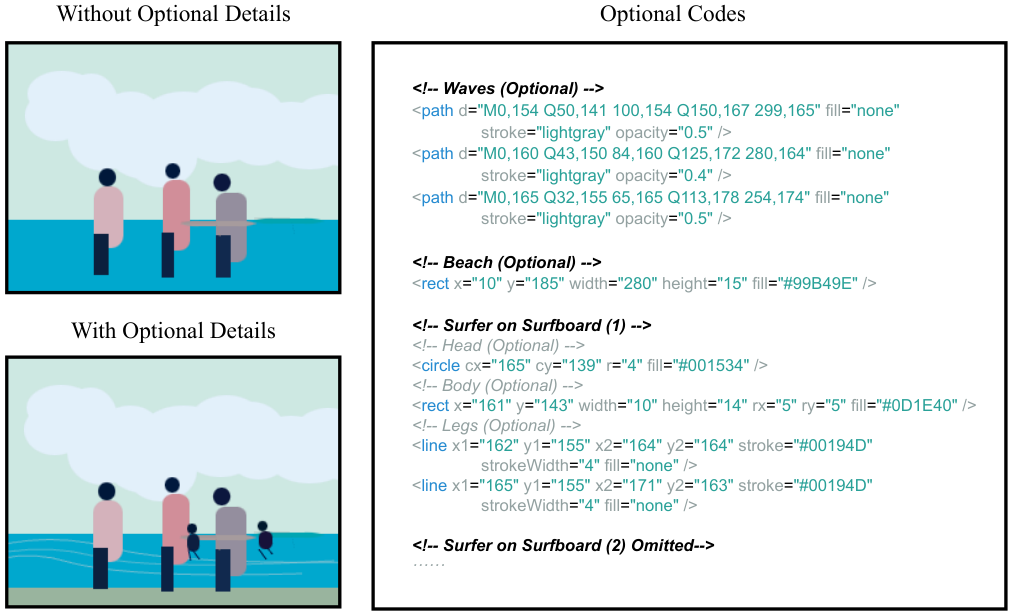 Without Optional Details
Optional Codes
<!-- Waves (Optional) -->
<path d="M0,154 Q50,141 100,154 Q150,167 299,165" fill="none"
stroke="lightgray" opacity="0.5" />
<path d="M0,160 Q43,150 84,160 Q125,172 280,164" fill="none"
stroke="lightgray" opacity="0.4" />
<path d="M0,165 Q32,155 65,165 Q113,178 254,174" fill="none"
stroke="lightgray" opacity="0.5" />
<!-- Beach (Optional) -->
<rect x="10" y="185" width="280" height="15" fill="#99B49E" />
<!-- Surfer on Surfboard (1) -->
<!-- Head (Optional) -->
<circle cx="165" cy="139" r="4" fill="#001534" />
<!-- Body (Optional) -->
<rect x="161" y="143" width="10" height="14" rx="5" ry="5" fill="#0D1E40" />
<!-- Legs (Optional) -->
<line x1="162" y1="155" x2="164" y2="164" stroke="#00194D"
strokeWidth="4" fill="none" />
<line x1="165" y1="155" x2="171" y2="163" stroke="#00194D"
strokeWidth="4" fill="none" />
<!-- Surfer on Surfboard (2) Omitted-->
......
With Optional Details